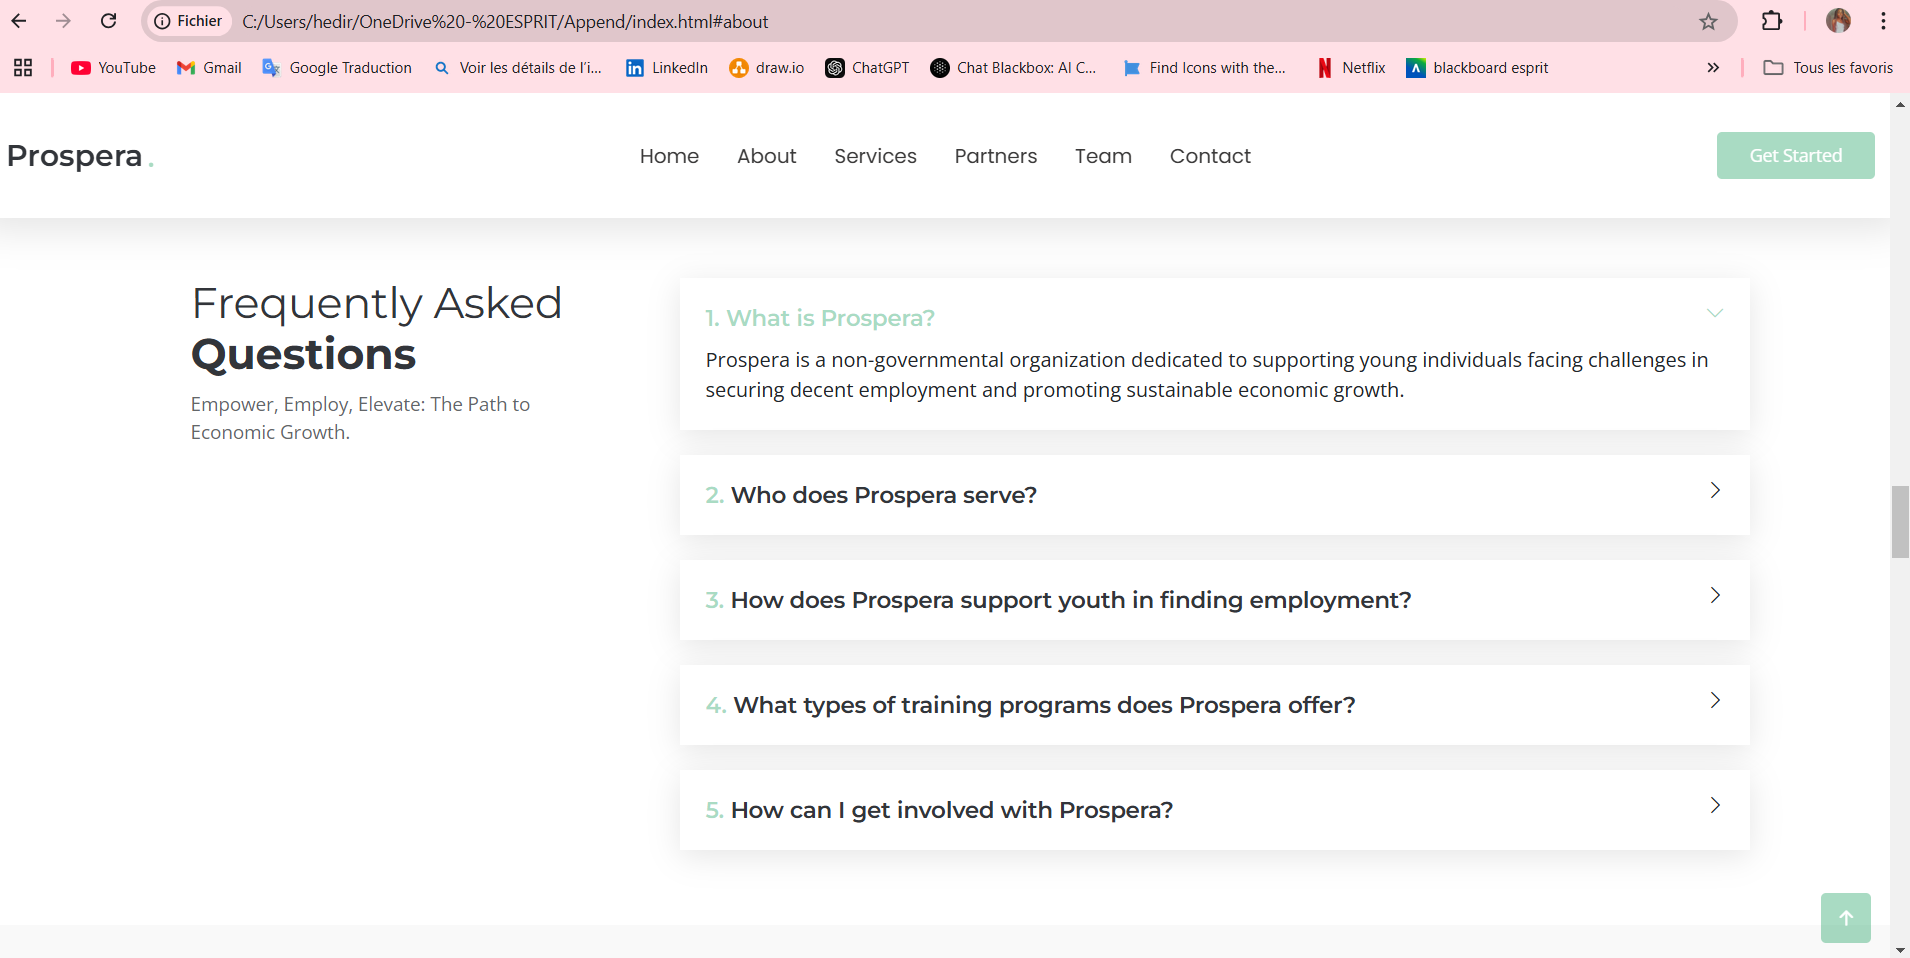 Fichier
C:/Users/hedir/OneDrive%20-%20ESPRIT/Append/index.html#about
YouTube
Gmail
Google Traduction
Voir les détails de l'i...
LinkedIn
draw.io
ChatGPT
Chat Blackbox: AI C...
Find Icons with the...
Netflix
blackboard esprit
Tous les favoris
Prospera .
Home
About
Services
Partners
Team
Contact
Get Started
Frequently Asked
Questions
Empower, Employ, Elevate: The Path to
Economic Growth.
1. What is Prospera?
Prospera is a non-governmental organization dedicated to supporting young individuals facing challenges in
securing decent employment and promoting sustainable economic growth.
2. Who does Prospera serve?
3. How does Prospera support youth in finding employment?
4. What types of training programs does Prospera offer?
5. How can I get involved with Prospera?